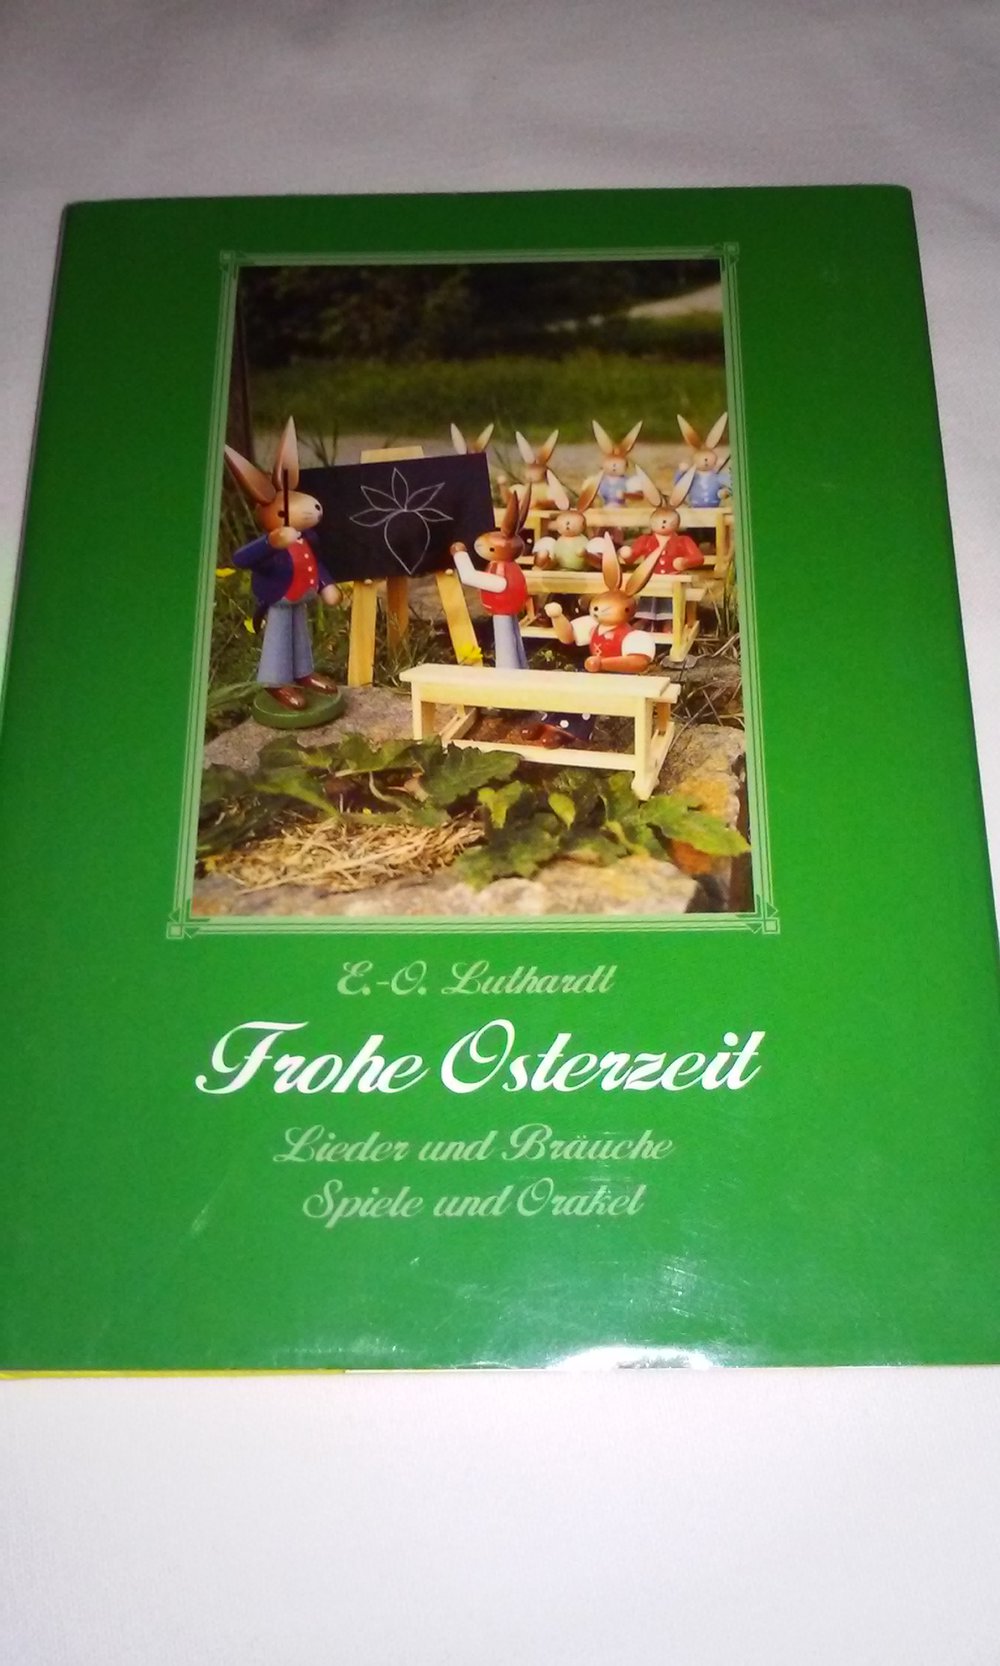 E.-O. Luthardt
Frohe Osterzeit
Lieder und Bräuche
Spiele und Orakel